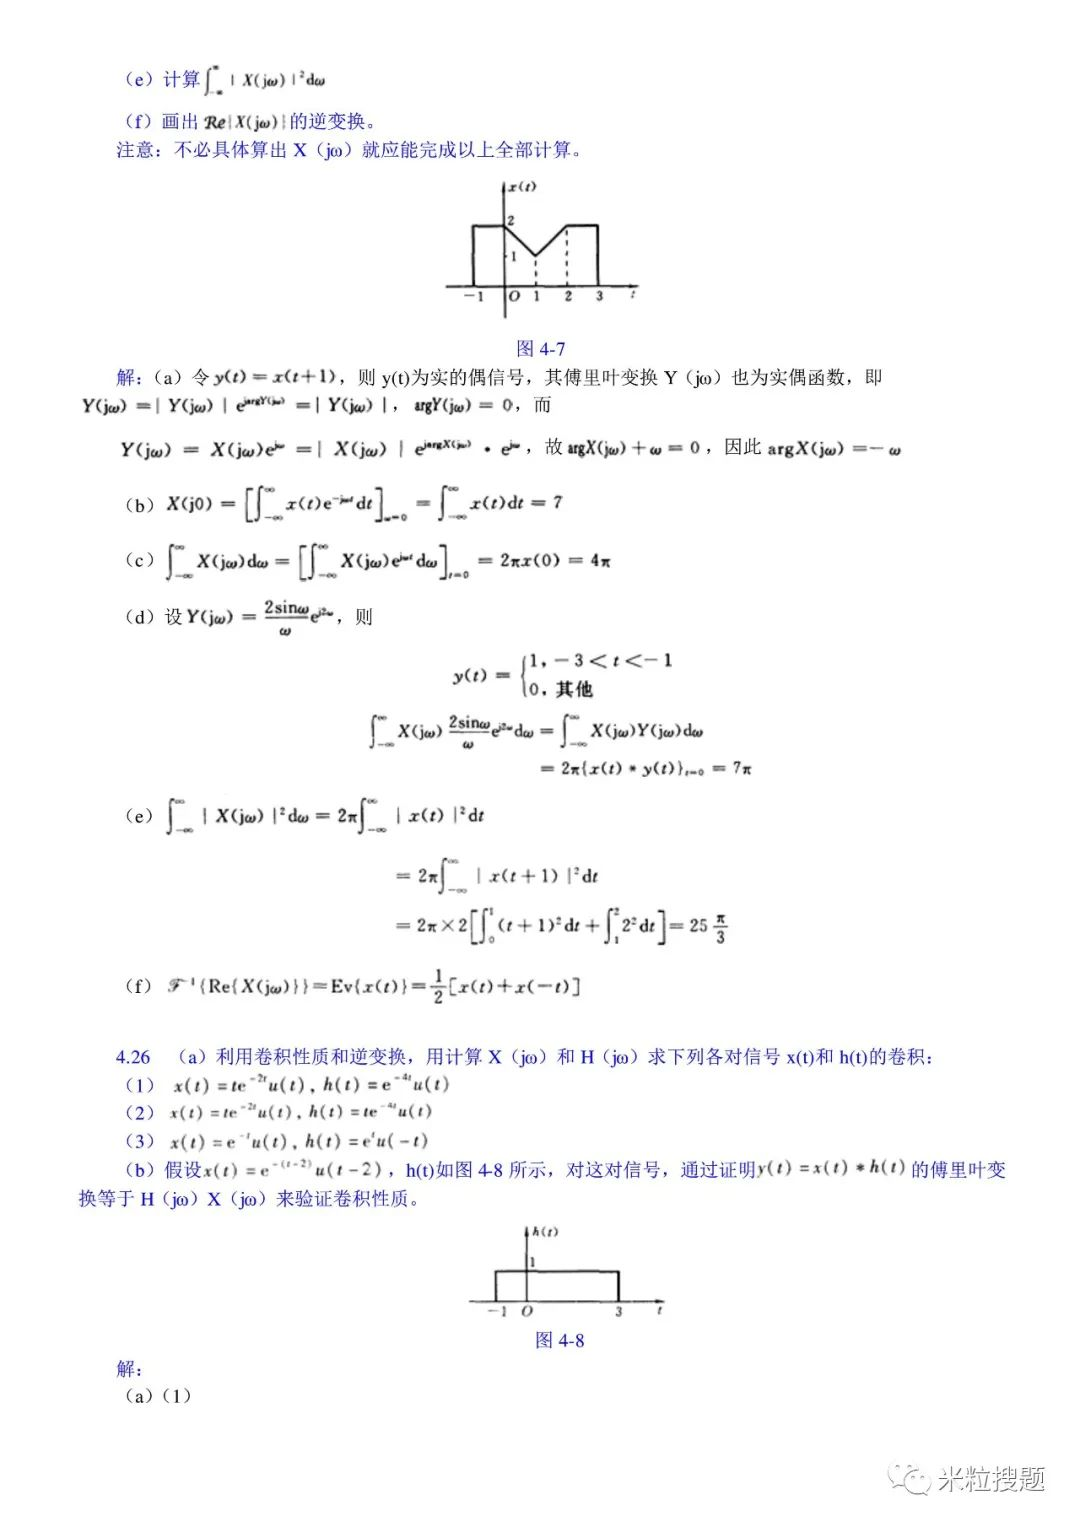 （e）计算∫_{-∞}^{∞} | X(jω) |²dω
（f）画出 Re{X(jω)}的逆变换。
注意：不必具体算出 X（jω）就应能完成以上全部计算。
x(t)
2
1
-1 O 1 2 3 t
图 4-7
解：（a）令 y(t) = x(t+1)，则 y(t)为实的偶信号，其傅里叶变换 Y（jω）也为实偶函数，即
Y(jω) = | Y(jω) | e^{jargY(jω)} = | Y(jω) |， argY(jω) = 0，而
Y(jω) = X(jω)e^{jω} = | X(jω) | e^{jargX(jω)} · e^{jω}，故 argX(jω) + ω = 0，因此 argX(jω) = - ω
（b）X(j0) = [∫_{-∞}^{∞} x(t)e^{-jωt}dt]_{ω=0} = ∫_{-∞}^{∞} x(t)dt = 7
（c）∫_{-∞}^{∞} X(jω)dω = [∫_{-∞}^{∞} X(jω)e^{jωt}dω]_{t=0} = 2πx(0) = 4π
（d）设 Y(jω) = \frac{2sinω}{ω}e^{j2ω}，则
y(t) = {1, -3 < t < -1
0, 其他
∫_{-∞}^{∞} X(jω) \frac{2sinω}{ω}e^{j2ω}dω = ∫_{-∞}^{∞} X(jω)Y(jω)dω
= 2π{x(t) * y(t)}_{t=0} = 7π
（e）∫_{-∞}^{∞} | X(jω) |²dω = 2π∫_{-∞}^{∞} | x(t) |²dt
= 2π∫_{-∞}^{∞} | x(t + 1) |²dt
= 2π×2[∫_0^1 (t + 1)²dt + ∫_1^2 2²dt] = 25 \frac{π}{3}
（f） ℱ^{-1}{Re{X(jω)}} = Ev{x(t)} = \frac{1}{2}[x(t)+x(-t)]
4.26 （a）利用卷积性质和逆变换，用计算 X（jω）和 H（jω）求下列各对信号 x(t)和 h(t)的卷积：
（1） x(t) = te^{-2t}u(t), h(t) = e^{-4t}u(t)
（2） x(t) = te^{-2t}u(t), h(t) = te^{-4t}u(t)
（3） x(t) = e^{-t}u(t), h(t) = e^{t}u(-t)
（b）假设x(t) = e^{-(t-2)}u(t-2)，h(t)如图 4-8 所示，对这对信号，通过证明y(t) = x(t) * h(t) 的傅里叶变
换等于 H（jω）X（jω）来验证卷积性质。
h(t)
1
-1 O 3 t
图 4-8
解：
（a）（1）
米粒搜题